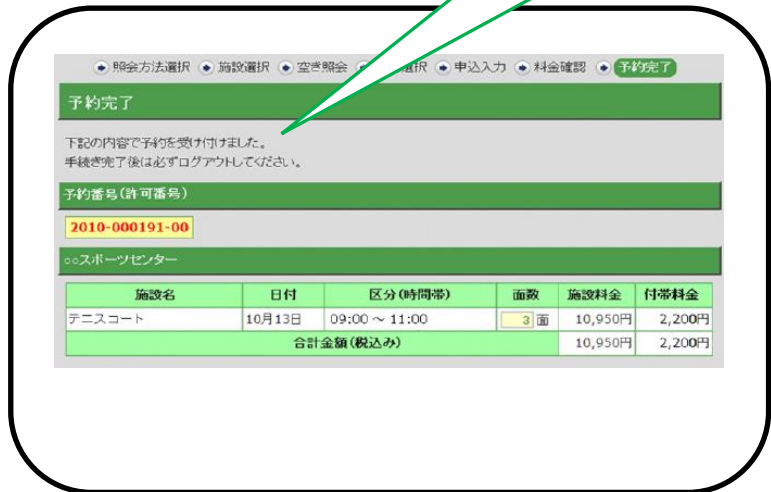 照会方法選択 施設選択 空き照会 選択 申込入力 料金確認 予約完了
予約完了
下記の内容で予約を受け付けました。
手続き完了後は必ずログアウトしてください。
予約番号(許可番号)
2010-000191-00
○○スポーツセンター
施設名 日付 区分(時間帯) 面数 施設料金 付帯料金
テニスコート 10月13日 09:00 ～ 11:00 3 面 10,950円 2,200円
合計金額(税込み) 10,950円 2,200円